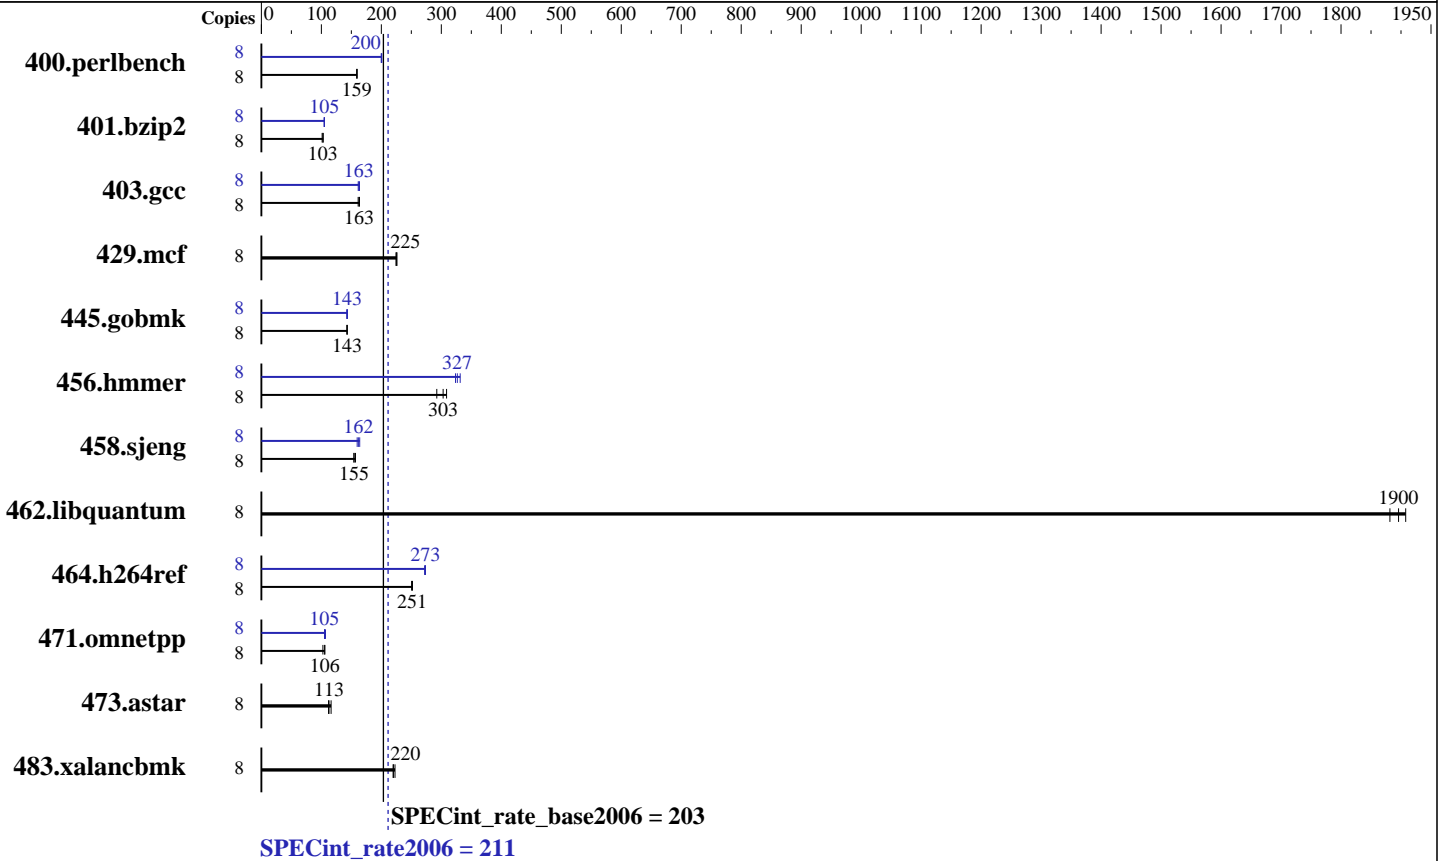 Copies 0 100 200 300 400 500 600 700 800 900 1000 1100 1200 1300 1400 1500 1600 1700 1800 1950
400.perlbench 8 200
8 159
401.bzip2 8 105
8 103
403.gcc 8 163
8 163
429.mcf 8 225
445.gobmk 8 143
8 143
456.hmmer 8 327
8 303
458.sjeng 8 162
8 155
462.libquantum 8 1900
464.h264ref 8 273
8 251
471.omnetpp 8 105
8 106
473.astar 8 113
483.xalancbmk 8 220
SPECint_rate_base2006 = 203
SPECint_rate2006 = 211